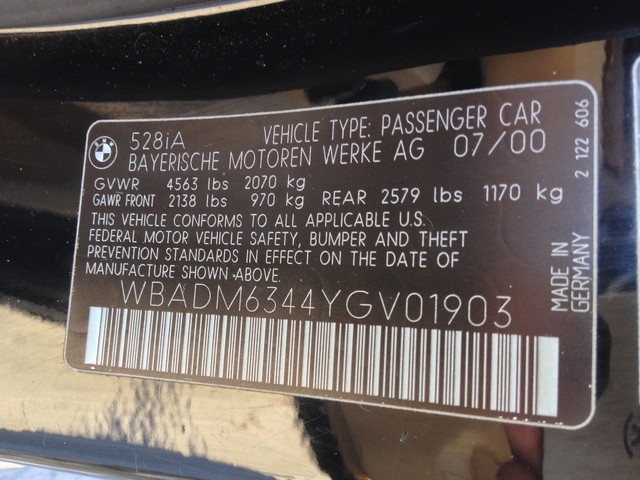 BMW
528iA VEHICLE TYPE: PASSENGER CAR
BAYERISCHE MOTOREN WERKE AG 07/00
GVWR 4563 lbs 2070 kg
GAWR FRONT 2138 lbs 970 kg REAR 2579 lbs 1170 kg
THIS VEHICLE CONFORMS TO ALL APPLICABLE U.S.
FEDERAL MOTOR VEHICLE SAFETY, BUMPER AND THEFT
PREVENTION STANDARDS IN EFFECT ON THE DATE OF
MANUFACTURE SHOWN ABOVE.
WBADM6344YGV01903
2 122 606
MADE IN
GERMANY